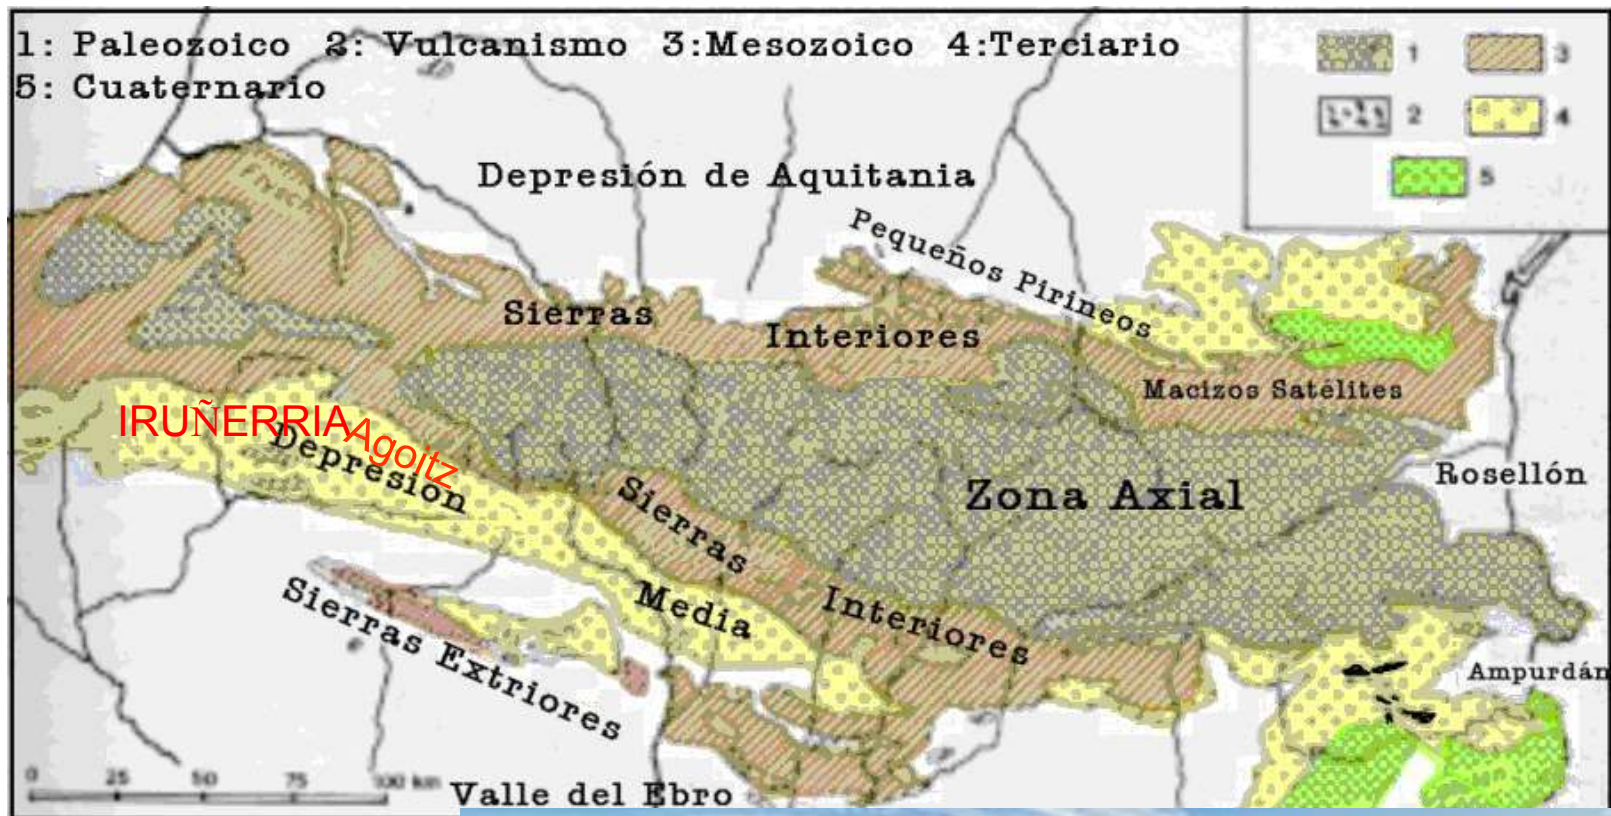 1: Paleozoico 2: Vulcanismo 3:Mesozoico 4:Terciario
5: Cuaternario
1
3
2
4
5
Flysch
Depresión de Aquitania
Pequeños Pirineos
Sierras
Interiores
Macizos Satélites
IRUÑERRIA
Agoitz
Depresión
Media
Sierras
Interiores
Zona Axial
Rosellón
Sierras Extriores
Ampurdán
0 25 50 75 100 km
Valle del Ebro